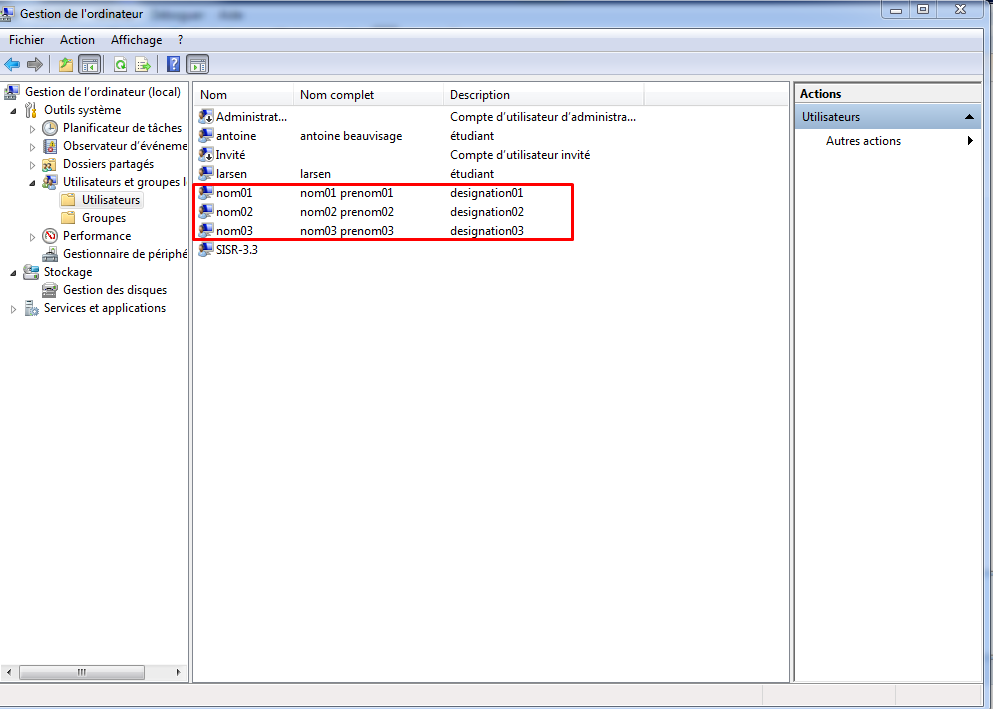 Gestion de l'ordinateur
Fichier Action Affichage ?
Gestion de l'ordinateur (local)
Outils système
Planificateur de tâches
Observateur d'événeme
Dossiers partagés
Utilisateurs et groupes l
Utilisateurs
Groupes
Performance
Gestionnaire de périphé
Stockage
Gestion des disques
Services et applications
Nom Nom complet Description
Administrat... Compte d'utilisateur d'administra...
antoine antoine beauvisage étudiant
Invité Compte d'utilisateur invité
larsen larsen étudiant
nom01 nom01 prenom01 designation01
nom02 nom02 prenom02 designation02
nom03 nom03 prenom03 designation03
SISR-3.3
Actions
Utilisateurs
Autres actions